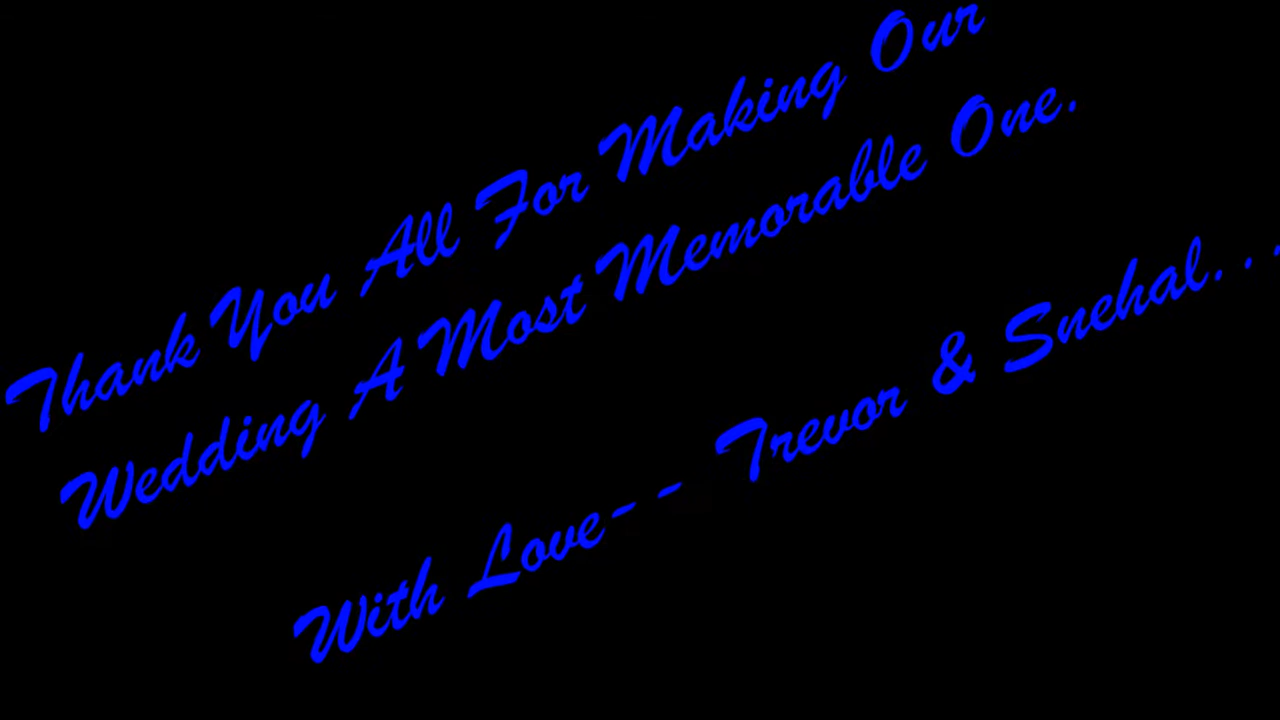 Thank You All For Making Our
Wedding A Most Memorable One.
With Love-- Trevor & Snehal...